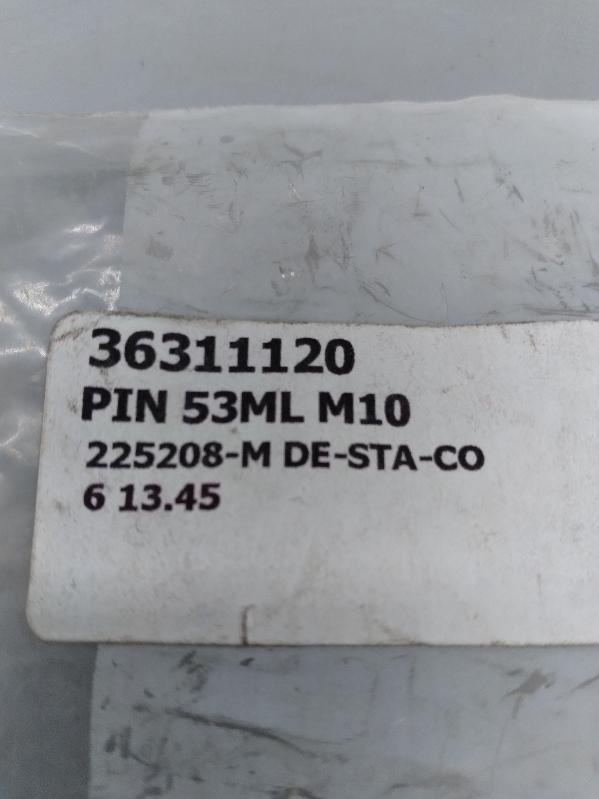 36311120
PIN 53ML M10
225208-M DE-STA-CO
6 13.45